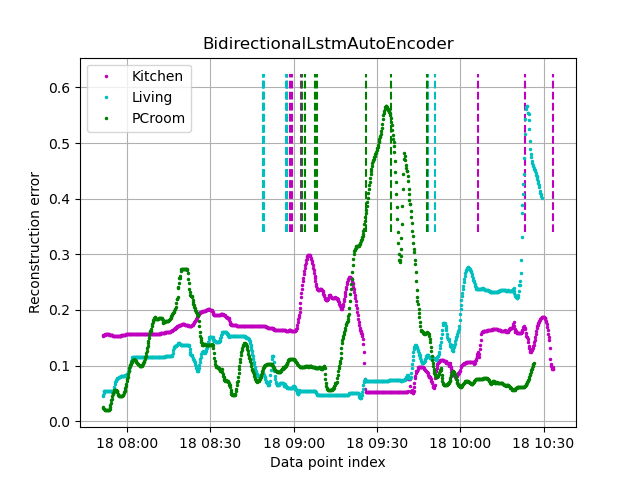 BidirectionalLstmAutoEncoder
Kitchen
Living
PCroom
Reconstruction error
0.6
0.5
0.4
0.3
0.2
0.1
0.0
18 08:00 18 08:30 18 09:00 18 09:30 18 10:00 18 10:30
Data point index